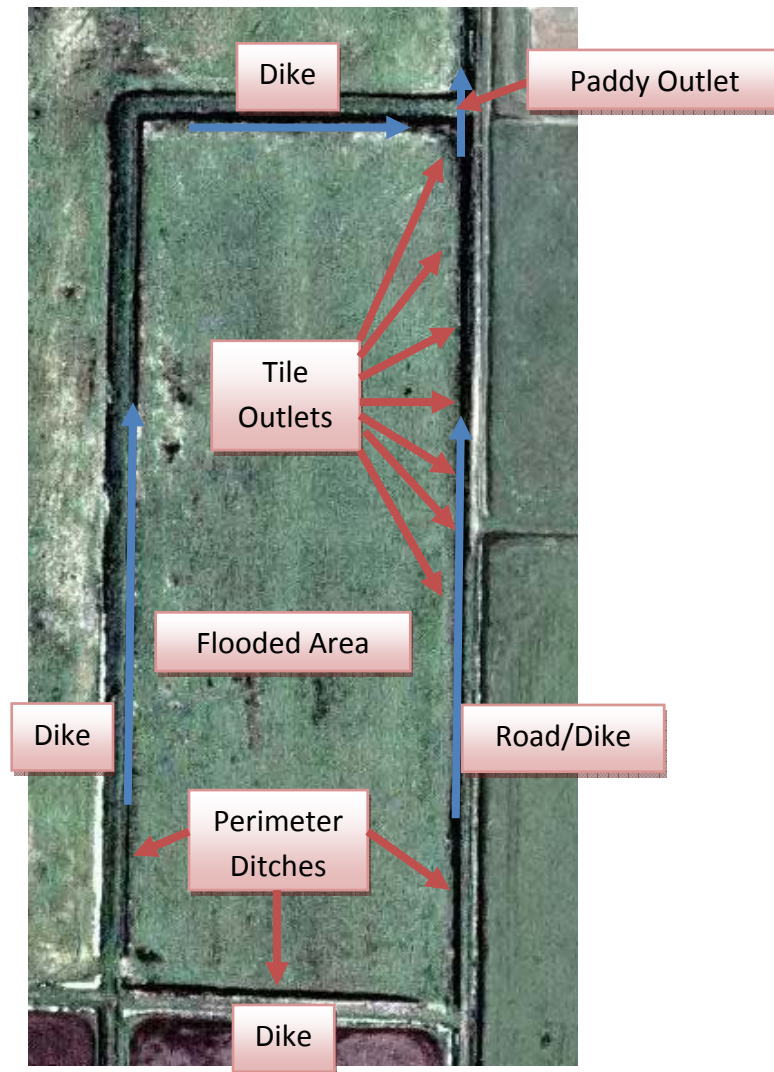 Dike
Paddy Outlet
Tile
Outlets
Flooded Area
Dike
Road/Dike
Perimeter
Ditches
Dike